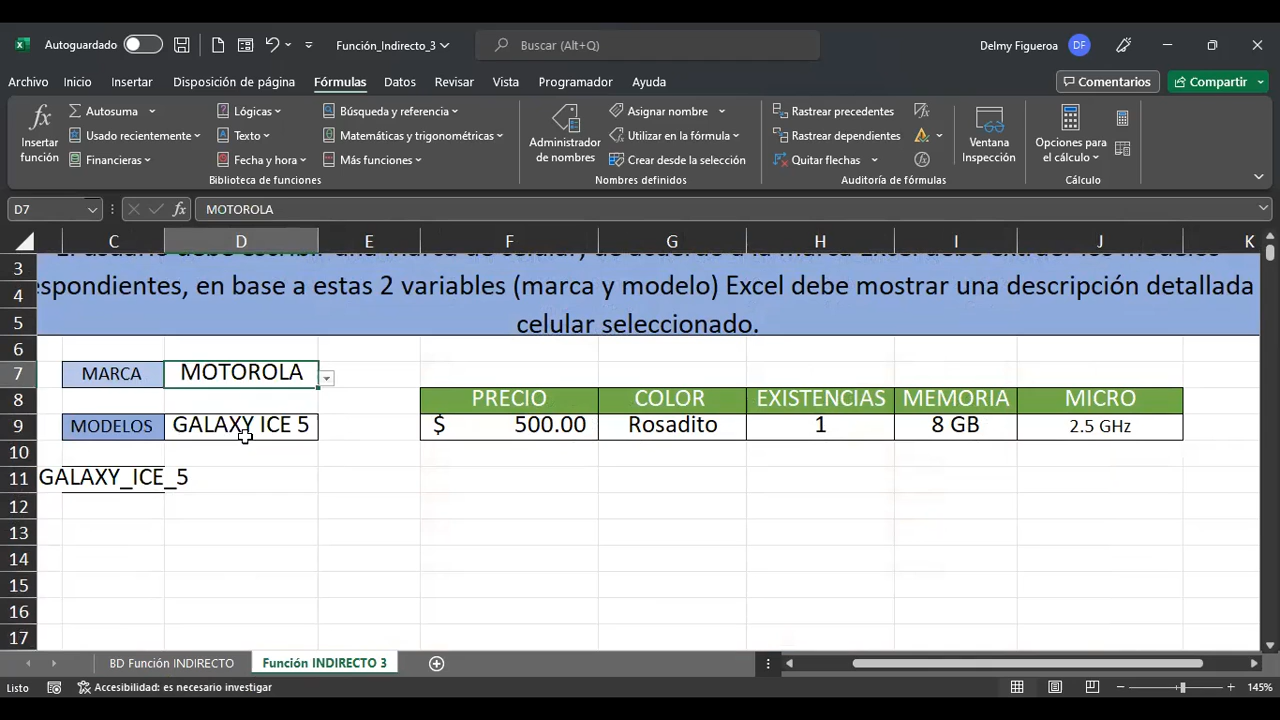 Autoguardado
Función_Indirecto_3
Buscar (Alt+Q)
Delmy Figueroa
DF
Archivo Inicio Insertar Disposición de página Fórmulas Datos Revisar Vista Programador Ayuda
Comentarios
Compartir
fx
Insertar
función
Autosuma
Usado recientemente
Financieras
Lógicas
Texto
Fecha y hora
Búsqueda y referencia
Matemáticas y trigonométricas
Más funciones
Biblioteca de funciones
Administrador
de nombres
Asignar nombre
Utilizar en la fórmula
Crear desde la selección
Nombres definidos
Rastrear precedentes
Rastrear dependientes
Quitar flechas
Auditoría de fórmulas
Ventana
Inspección
Opciones para
el cálculo
Cálculo
D7
fx
MOTOROLA
C D E F G H I J K
3
4 espondientes, en base a estas 2 variables (marca y modelo) Excel debe mostrar una descripción detallada
5 celular seleccionado.
6
7 MARCA MOTOROLA
8 PRECIO COLOR EXISTENCIAS MEMORIA MICRO
9 MODELOS GALAXY ICE 5 $ 500.00 Rosadito 1 8 GB 2.5 GHz
10
11 GALAXY_ICE_5
12
13
14
15
16
17
BD Función INDIRECTO
Función INDIRECTO 3
Listo
Accesibilidad: es necesario investigar
145%